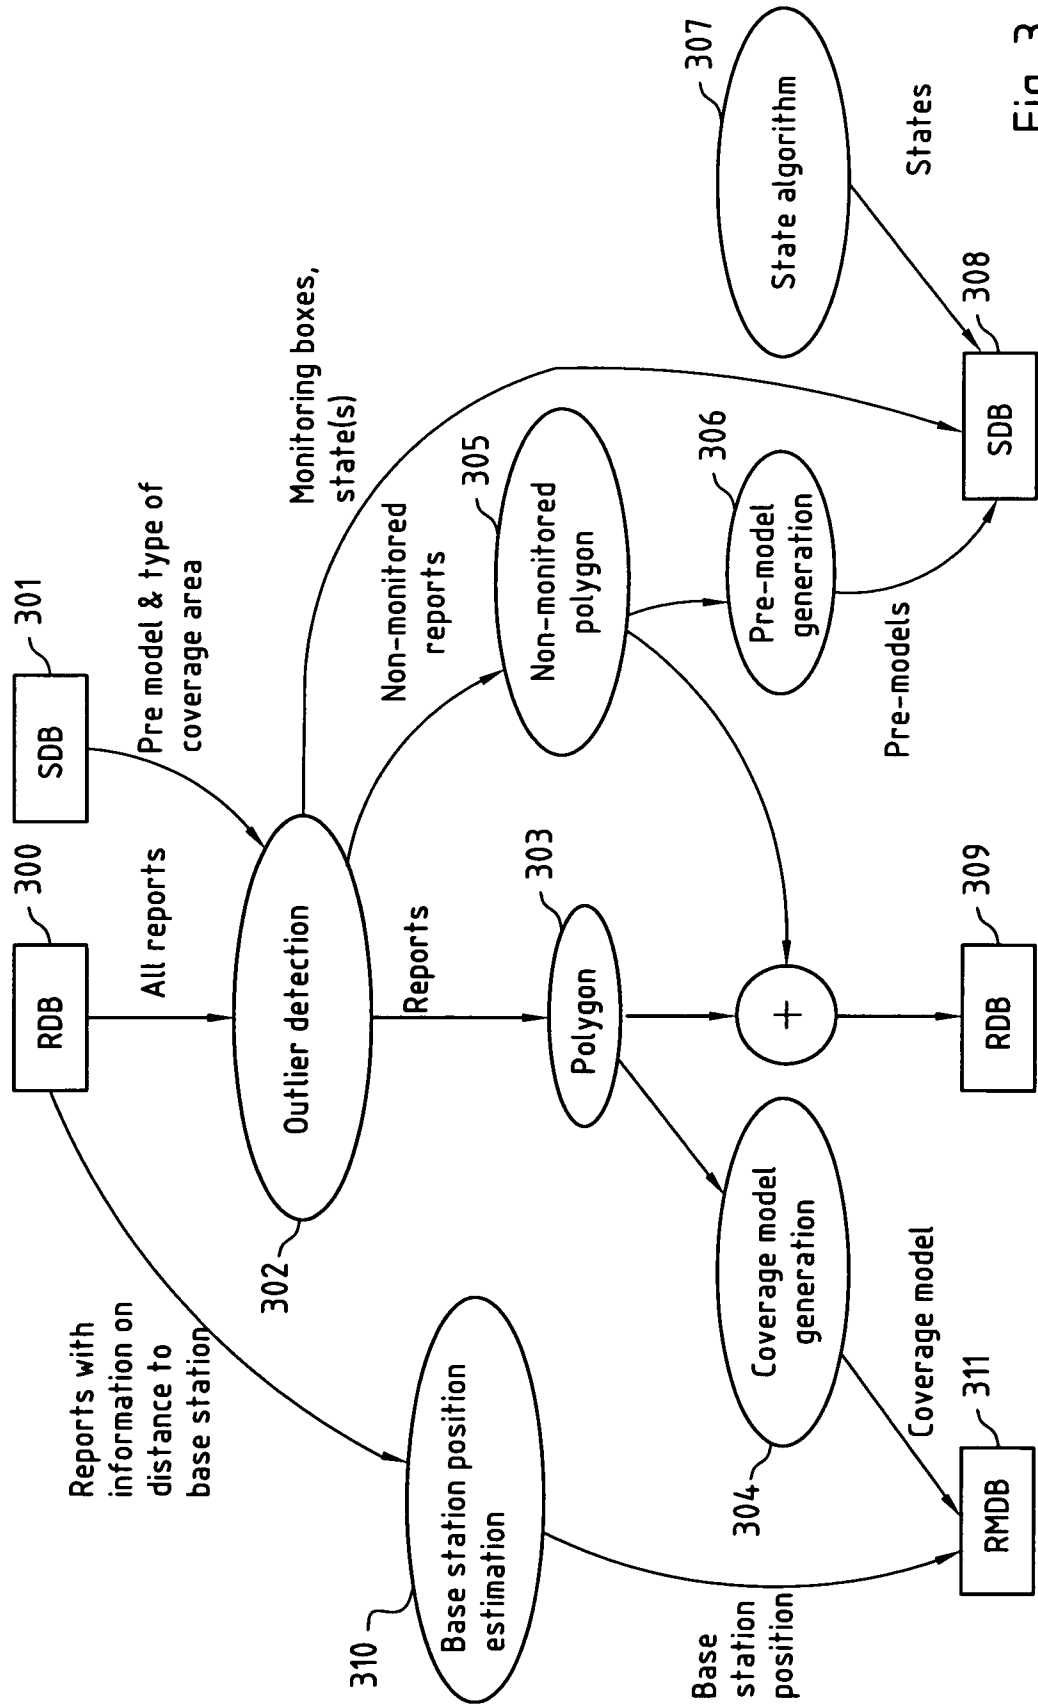 300
RDB
301
SDB
Reports with
information on
distance to
base station
All reports
Pre model & type of
coverage area
302
Outlier detection
Monitoring boxes,
state(s)
Reports
Non-monitored
reports
310
Base station position
estimation
303
Polygon
305
Non-monitored
polygon
304
Coverage model
generation
+
306
Pre-model
generation
307
State algorithm
Base
station
position
Coverage model
Pre-models
States
311
RMDB
309
RDB
308
SDB
Fig. 3